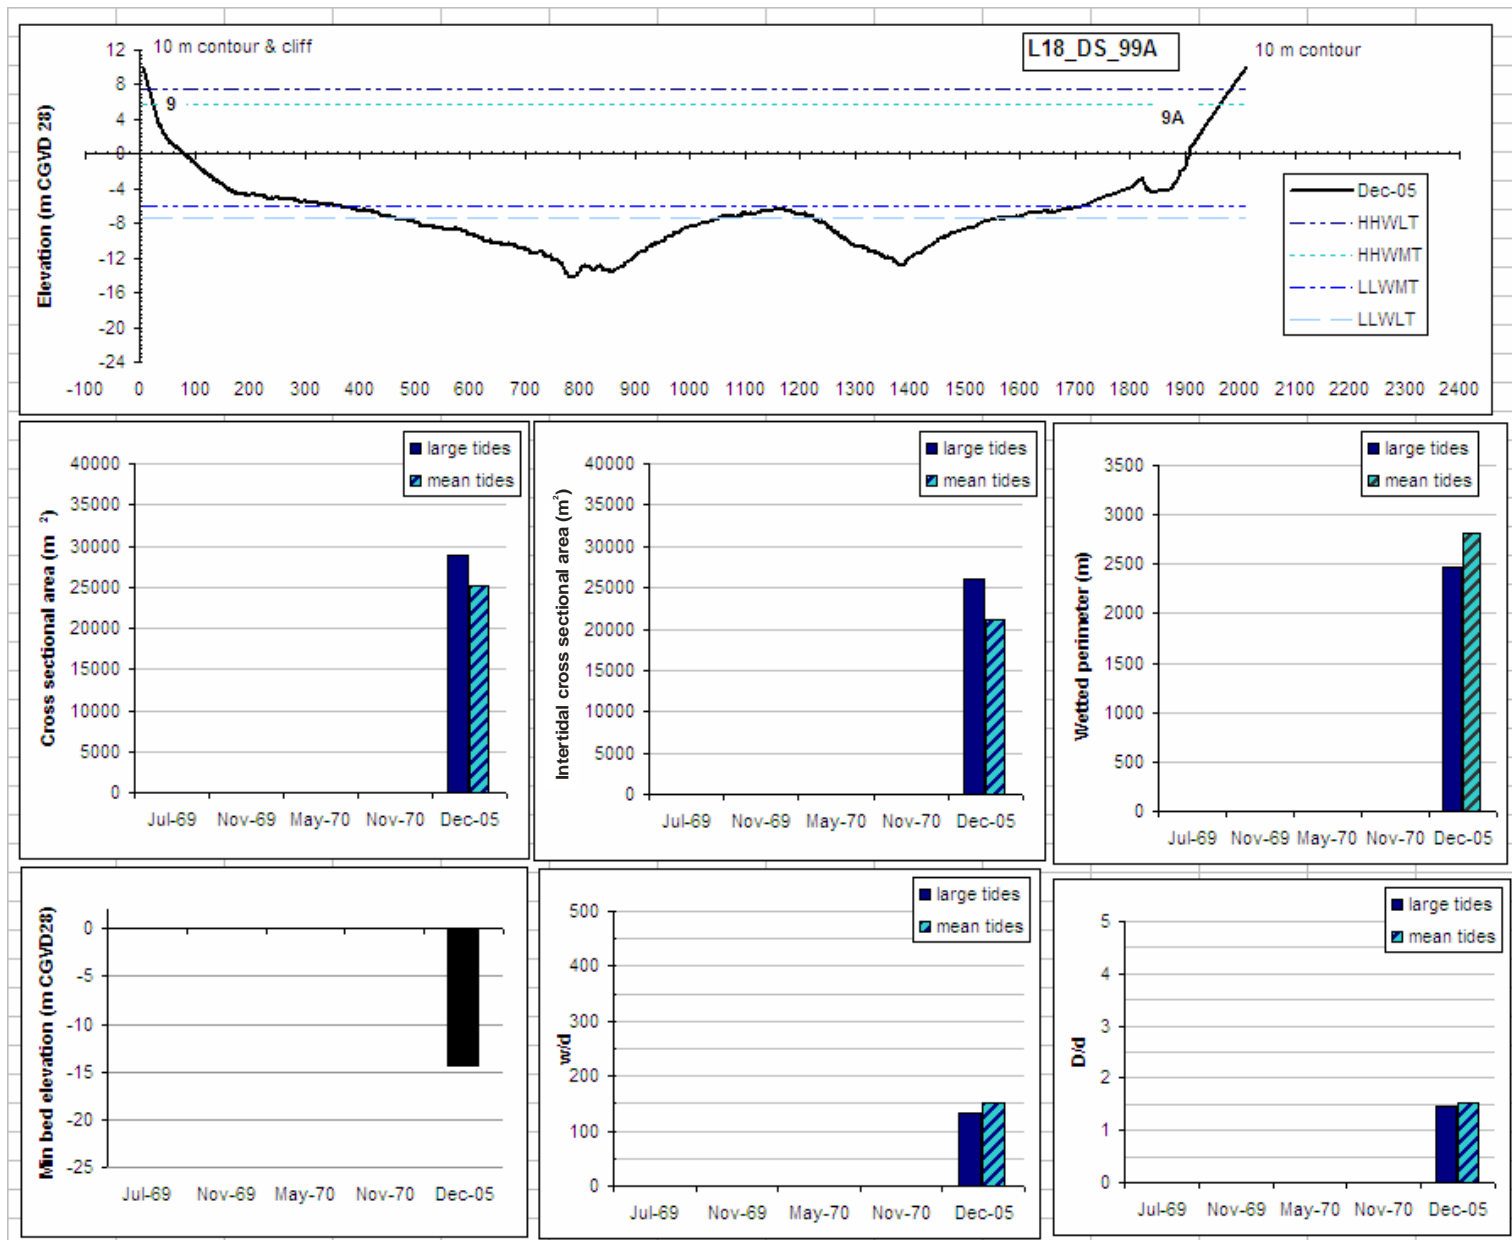 L18_DS_99A
10 m contour & cliff
10 m contour
9
9A
Elevation (m CGVD 28)
12
8
4
0
-4
-8
-12
-16
-20
-24
-100 0 100 200 300 400 500 600 700 800 900 1000 1100 1200 1300 1400 1500 1600 1700 1800 1900 2000 2100 2200 2300 2400
Dec-05
HHWLT
HHWMT
LLWMT
LLWLT
large tides
mean tides
Cross sectional area (m ²)
40000
35000
30000
25000
20000
15000
10000
5000
0
Jul-69 Nov-69 May-70 Nov-70 Dec-05
large tides
mean tides
Intertidal cross sectional area (m²)
40000
35000
30000
25000
20000
15000
10000
5000
0
Jul-69 Nov-69 May-70 Nov-70 Dec-05
large tides
mean tides
Wetted perimeter (m)
3500
3000
2500
2000
1500
1000
500
0
Jul-69 Nov-69 May-70 Nov-70 Dec-05
Min bed elevation (m CGVD28)
0
-5
-10
-15
-20
-25
Jul-69 Nov-69 May-70 Nov-70 Dec-05
large tides
mean tides
w/d
500
400
300
200
100
0
Jul-69 Nov-69 May-70 Nov-70 Dec-05
large tides
mean tides
D/d
5
4
3
2
1
0
Jul-69 Nov-69 May-70 Nov-70 Dec-05